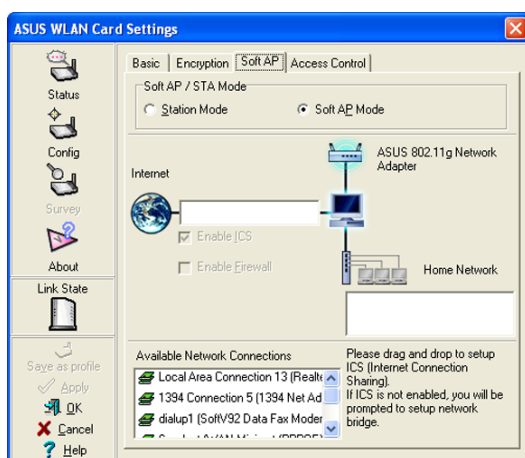 ASUS WLAN Card Settings
Status
Config
Survey
About
Link State
Save as profile
Apply
OK
Cancel
Help
Basic
Encryption
Soft AP
Access Control
Soft AP / STA Mode
Station Mode
Soft AP Mode
Internet
ASUS 802.11g Network
Adapter
Enable ICS
Enable Firewall
Home Network
Available Network Connections
Local Area Connection 13 (Realte
1394 Connection 5 (1394 Net Ad
dialup1 (SoftV92 Data Fax Moder
Please drag and drop to setup
ICS (Internet Connection
Sharing).
If ICS is not enabled, you will be
prompted to setup network
bridge.